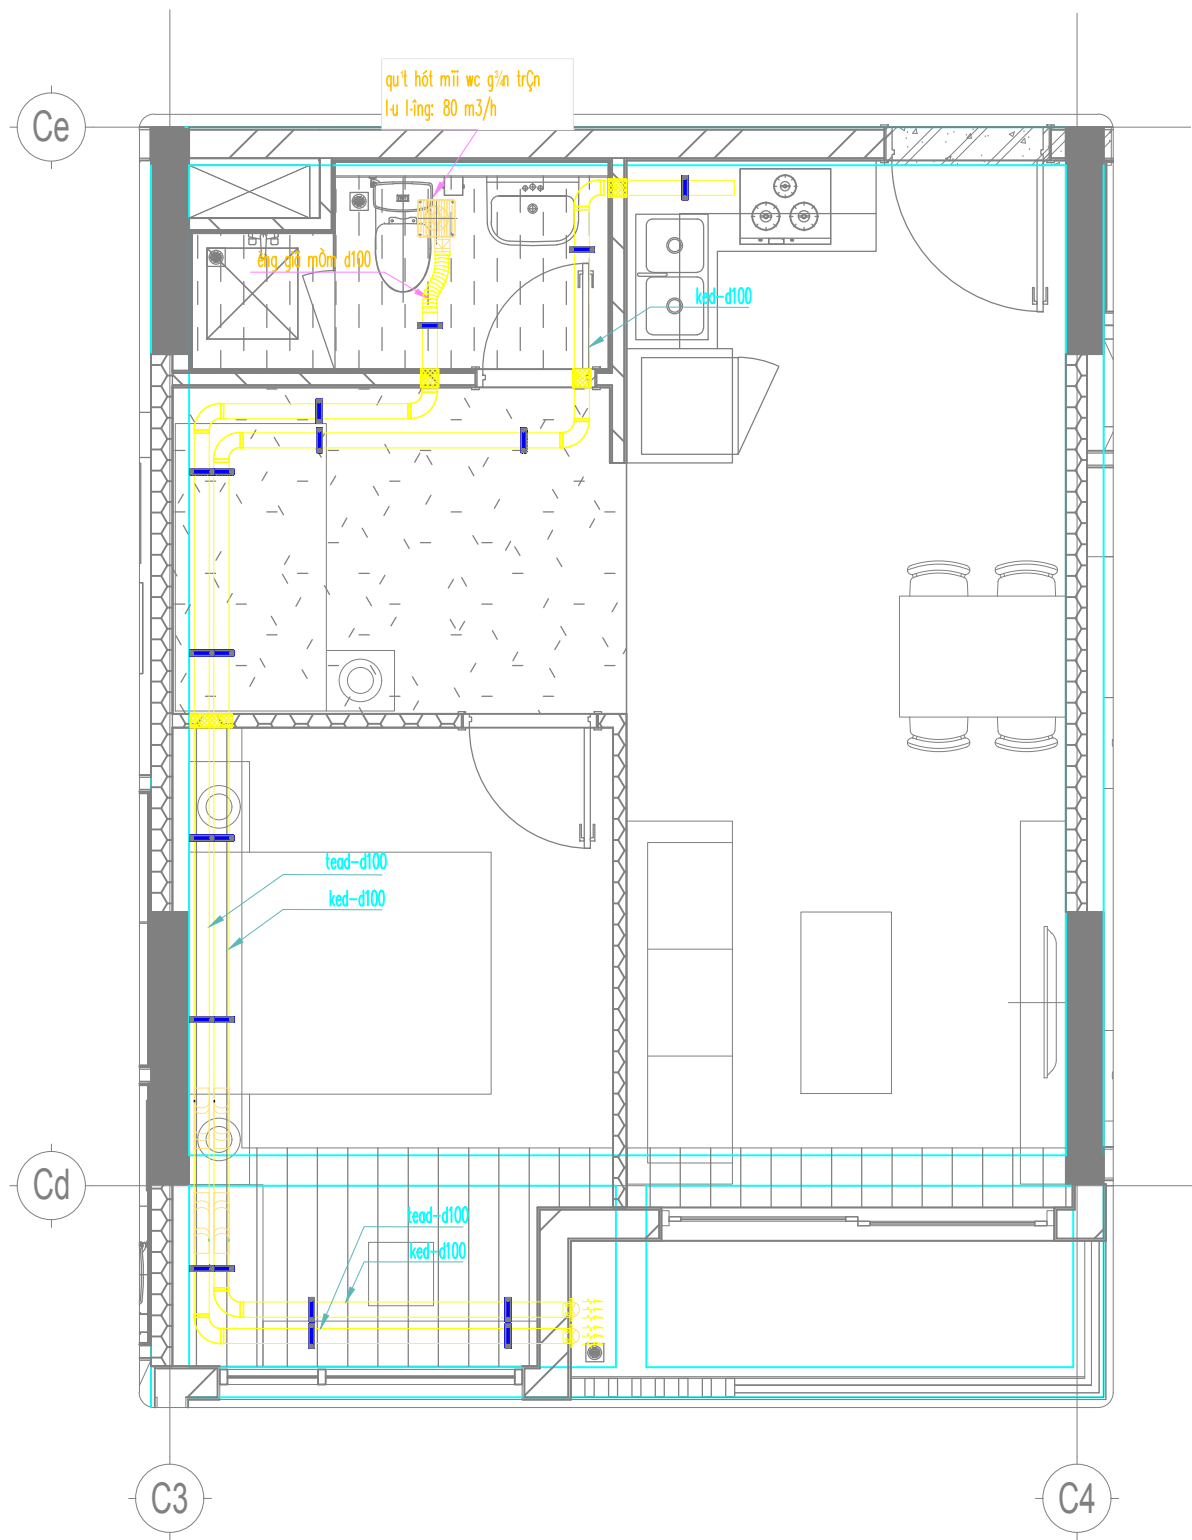 qu¹t hót mïi wc g¾n trÇn
l­u l­îng: 80 m3/h
Ce
èng giã mÒm d100
ked-d100
tead-d100
ked-d100
Cd
tead-d100
ked-d100
C3
C4